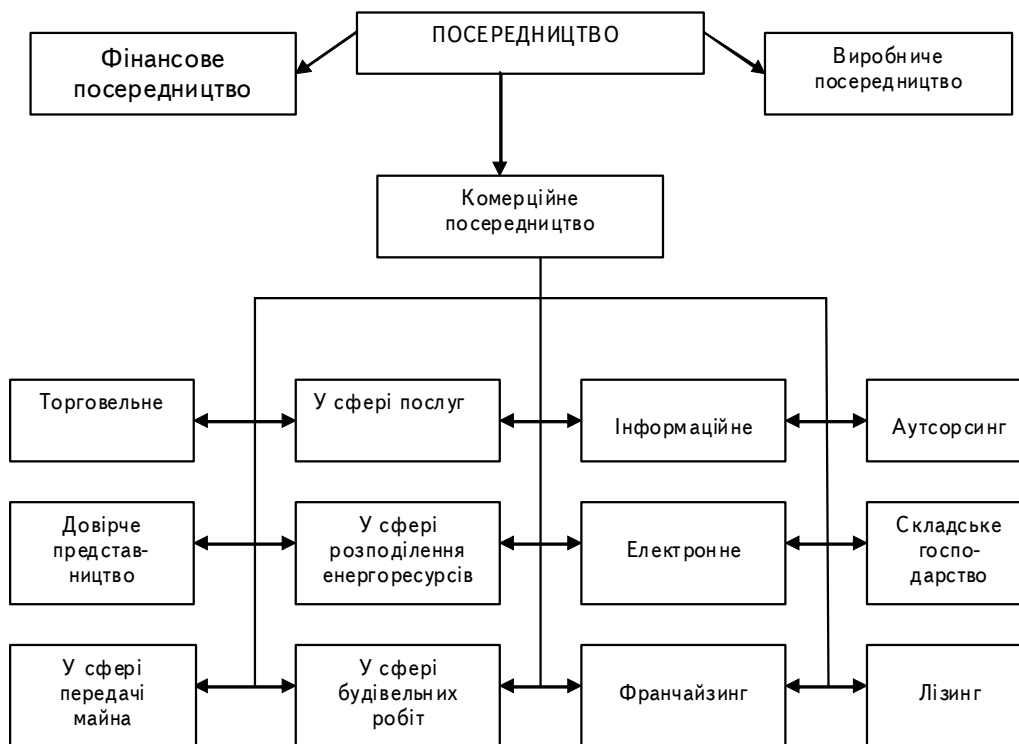 ПОСЕРЕДНИЦТВО
Фінансове
посередництво
Виробниче
посередництво
Комерційне
посередництво
Торговельне
У сфері послуг
Інформаційне
Аутсорсинг
Довірче
представ-
ництво
У сфері
розподілення
енергоресурсів
Електронне
Складське
госпо-
дарство
У сфері
передачі
майна
У сфері
будівельних
робіт
Франчайзинг
Лізинг